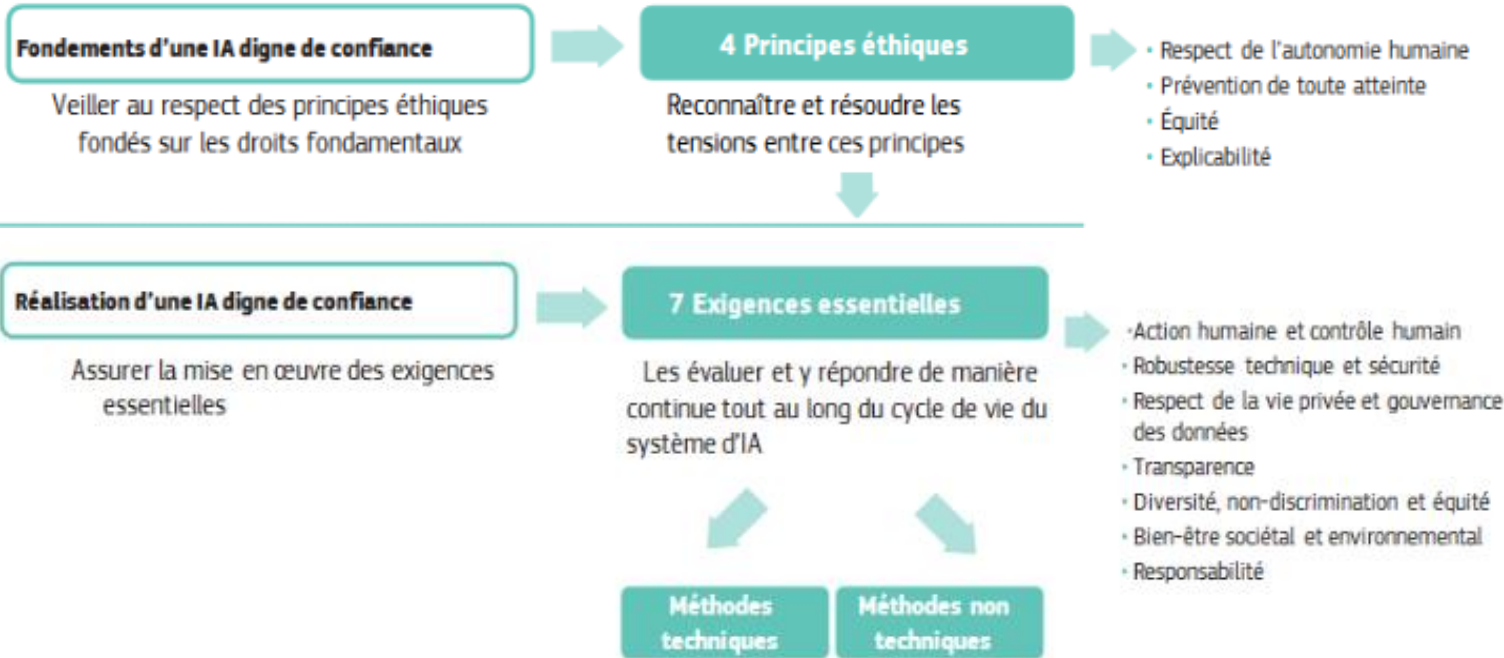 Fondements d'une IA digne de confiance
Veiller au respect des principes éthiques
fondés sur les droits fondamentaux
4 Principes éthiques
Reconnaître et résoudre les
tensions entre ces principes
• Respect de l'autonomie humaine
• Prévention de toute atteinte
• Équité
• Explicabilité
Réalisation d'une IA digne de confiance
Assurer la mise en œuvre des exigences
essentielles
7 Exigences essentielles
Les évaluer et y répondre de manière
continue tout au long du cycle de vie du
système d'IA
•Action humaine et contrôle humain
• Robustesse technique et sécurité
• Respect de la vie privée et gouvernance
des données
• Transparence
• Diversité, non-discrimination et équité
• Bien-être sociétal et environnemental
• Responsabilité
Méthodes
techniques
Méthodes non
techniques